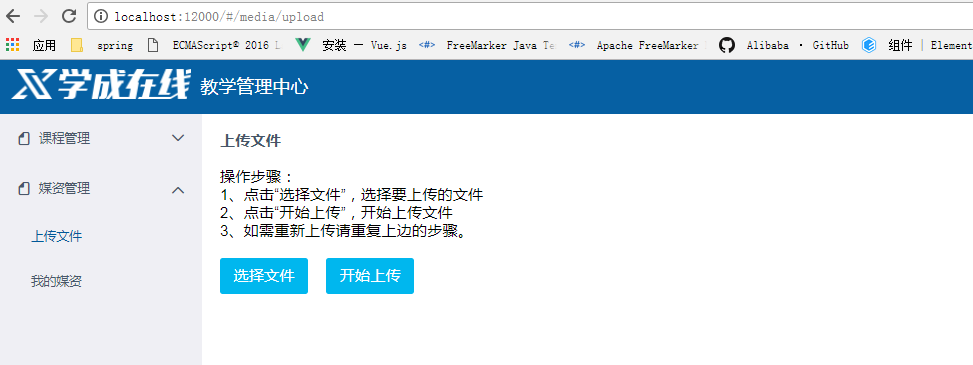 localhost:12000/#/media/upload
应用 spring ECMAScript® 2016 L 安装 — Vue.js <#> FreeMarker Java Te <#> Apache FreeMarker Alibaba · GitHub 组件 | Element
学成在线 教学管理中心
课程管理
媒资管理
上传文件
我的媒资
上传文件
操作步骤：
1、点击“选择文件”，选择要上传的文件
2、点击“开始上传”，开始上传文件
3、如需重新上传请重复上边的步骤。
选择文件 开始上传